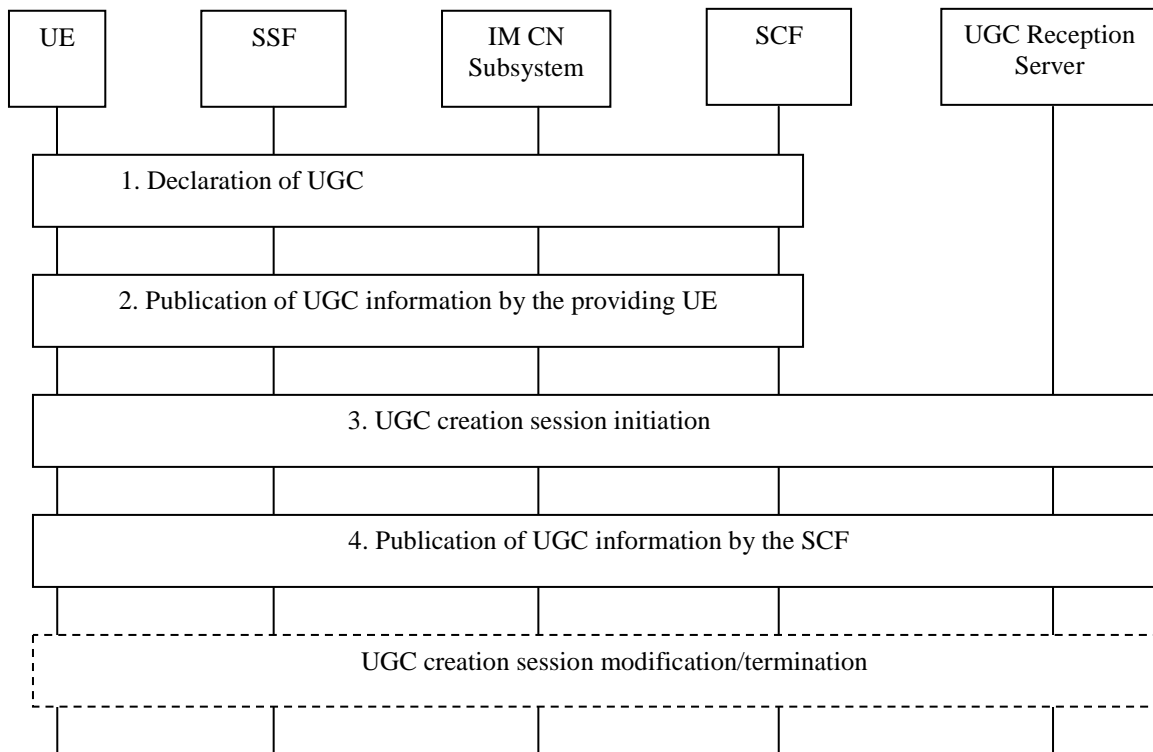 UE
SSF
IM CN
Subsystem
SCF
UGC Reception
Server
1. Declaration of UGC
2. Publication of UGC information by the providing UE
3. UGC creation session initiation
4. Publication of UGC information by the SCF
UGC creation session modification/termination